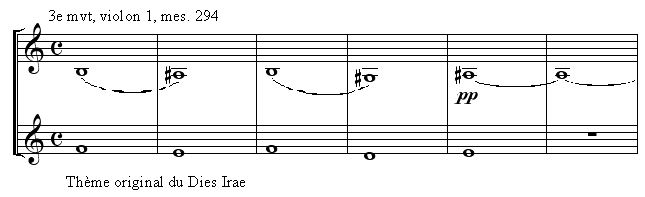 3e mvt, violon 1, mes. 294
pp
Thème original du Dies Irae